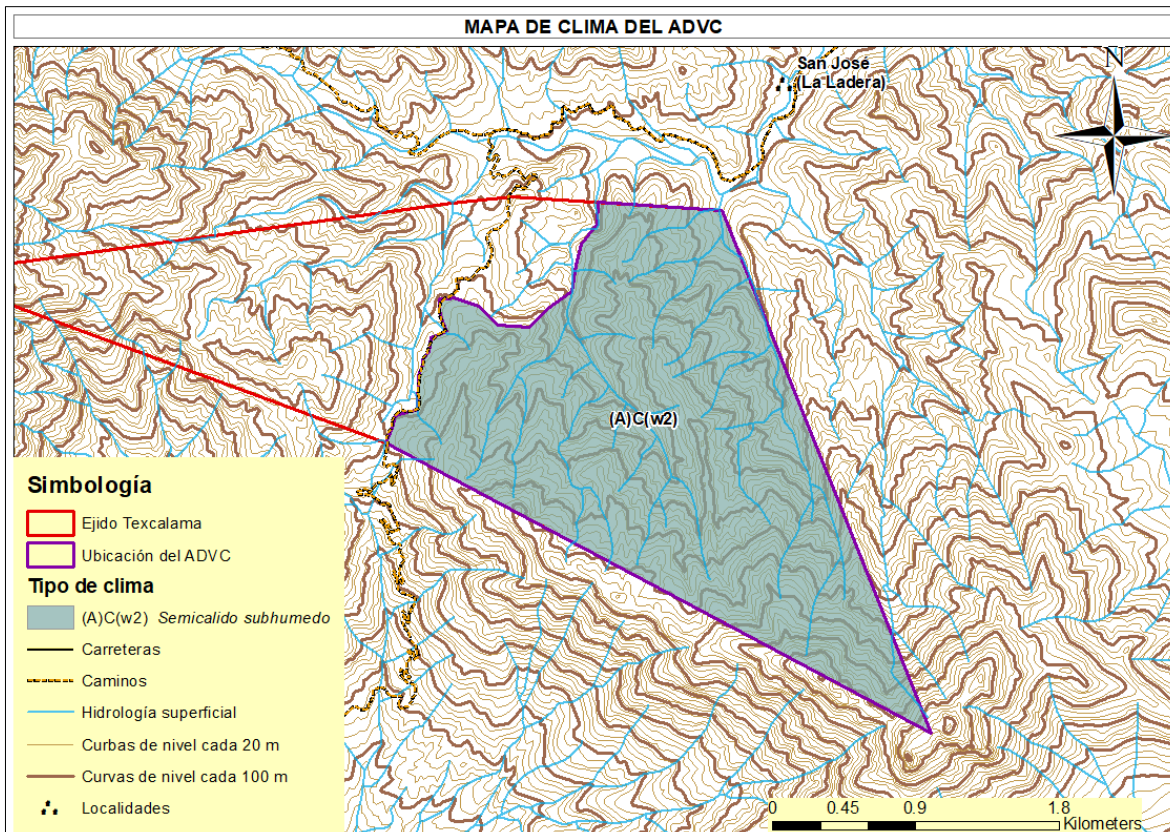 MAPA DE CLIMA DEL ADVC
San José
(La Ladera)
N
(A)C(w2)
Simbología
Ejido Texcalama
Ubicación del ADVC
Tipo de clima
(A)C(w2) Semicalido subhumedo
Carreteras
Caminos
Hidrología superficial
Curbas de nivel cada 20 m
Curvas de nivel cada 100 m
Localidades
0 0.45 0.9 1.8
Kilometers